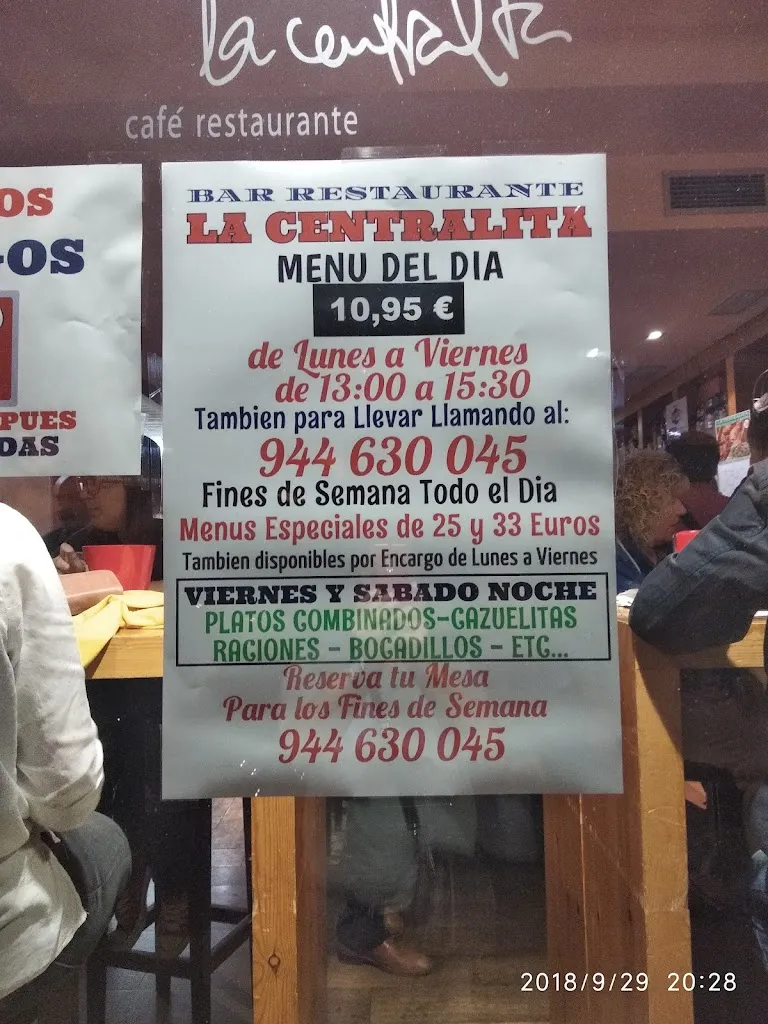 la centralita
café restaurante
OS
-OS
PUES
DAS
BAR RESTAURANTE
LA CENTRALITA
MENU DEL DIA
10,95 €
de Lunes a Viernes
de 13:00 a 15:30
Tambien para Llevar Llamando al:
944 630 045
Fines de Semana Todo el Dia
Menus Especiales de 25 y 33 Euros
Tambien disponibles por Encargo de Lunes a Viernes
VIERNES Y SABADO NOCHE
PLATOS COMBINADOS-CAZUELITAS
RACIONES - BOCADILLOS - ETC...
Reserva tu Mesa
Para los Fines de Semana
944 630 045
2018/9/29 20:28